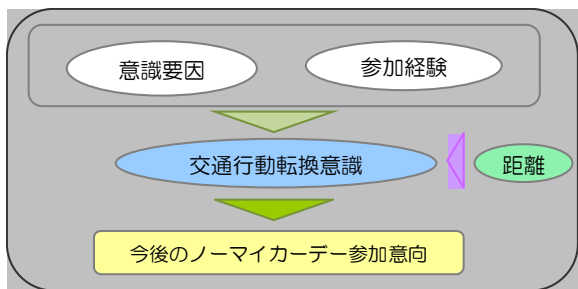 意識要因
参加経験
交通行動転換意識
距離
今後のノーマイカーデー参加意向